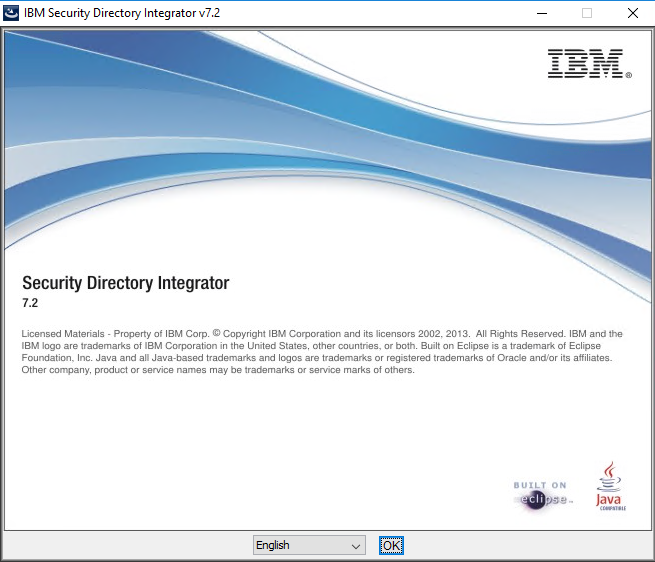 IBM Security Directory Integrator v7.2
IBM®
Security Directory Integrator
7.2
Licensed Materials - Property of IBM Corp. © Copyright IBM Corporation and its licensors 2002, 2013. All Rights Reserved. IBM and the
IBM logo are trademarks of IBM Corporation in the United States, other countries, or both. Built on Eclipse is a trademark of Eclipse
Foundation, Inc. Java and all Java-based trademarks and logos are trademarks or registered trademarks of Oracle and/or its affiliates.
Other company, product or service names may be trademarks or service marks of others.
BUILT ON
eclipse™
Java
COMPATIBLE
English
OK